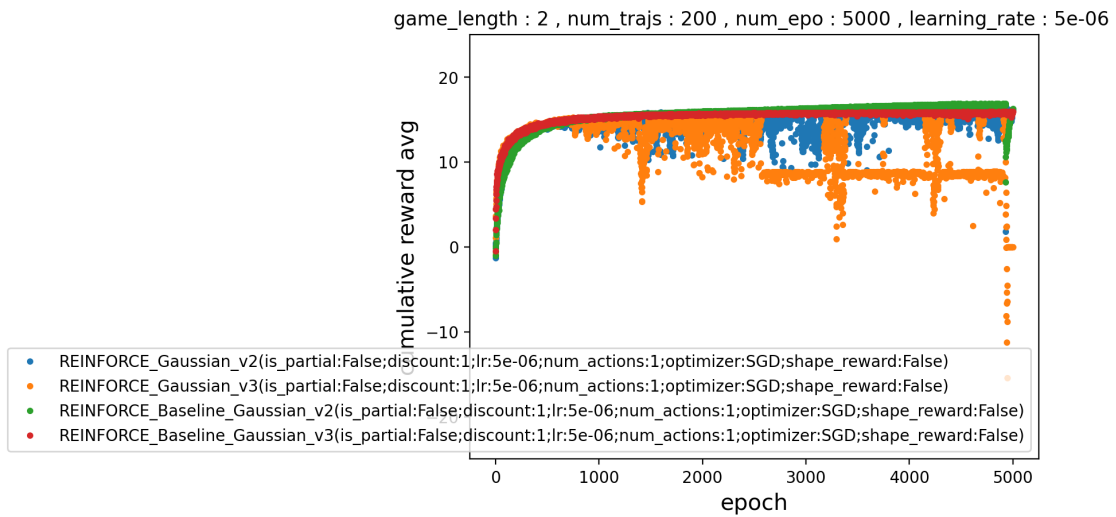 game_length : 2 , num_trajs : 200 , num_epo : 5000 , learning_rate : 5e-06
20
10
0
−10
−20
cumulative reward avg
REINFORCE_Gaussian_v2(is_partial:False;discount:1;lr:5e-06;num_actions:1;optimizer:SGD;shape_reward:False)
REINFORCE_Gaussian_v3(is_partial:False;discount:1;lr:5e-06;num_actions:1;optimizer:SGD;shape_reward:False)
REINFORCE_Baseline_Gaussian_v2(is_partial:False;discount:1;lr:5e-06;num_actions:1;optimizer:SGD;shape_reward:False)
REINFORCE_Baseline_Gaussian_v3(is_partial:False;discount:1;lr:5e-06;num_actions:1;optimizer:SGD;shape_reward:False)
0 1000 2000 3000 4000 5000
epoch